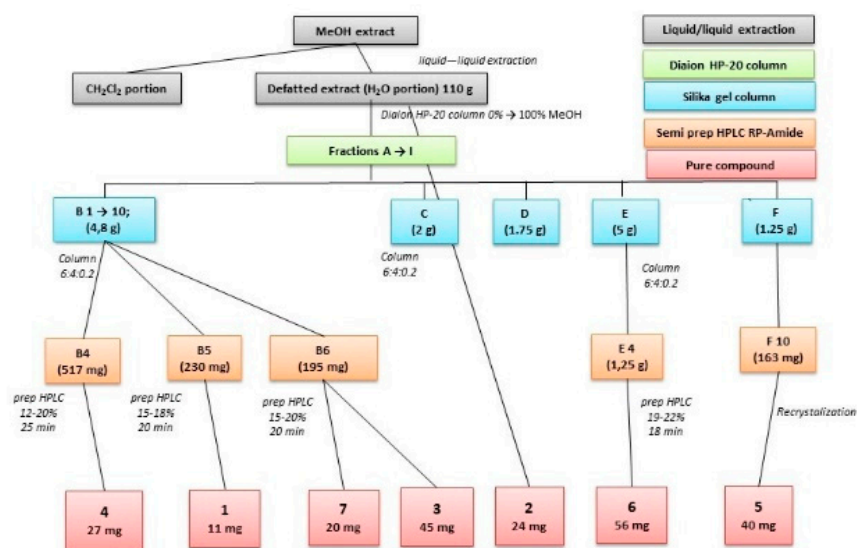 MeOH extract
liquid—liquid extraction
CH₂Cl₂ portion
Defatted extract (H₂O portion) 110 g
Diaion HP-20 column 0% → 100% MeOH
Fractions A → I
Liquid/liquid extraction
Diaion HP-20 column
Silika gel column
Semi prep HPLC RP-Amide
Pure compound
B 1 → 10;
(4,8 g)
C
(2 g)
D
(1.75 g)
E
(5 g)
F
(1.25 g)
Column
6:4:0.2
Column
6:4:0.2
Column
6:4:0.2
B4
(517 mg)
B5
(230 mg)
B6
(195 mg)
E 4
(1,25 g)
F 10
(163 mg)
prep HPLC
12-20%
25 min
prep HPLC
15-18%
20 min
prep HPLC
15-20%
20 min
prep HPLC
19-22%
18 min
Recrystalization
4
27 mg
1
11 mg
7
20 mg
3
45 mg
2
24 mg
6
56 mg
5
40 mg